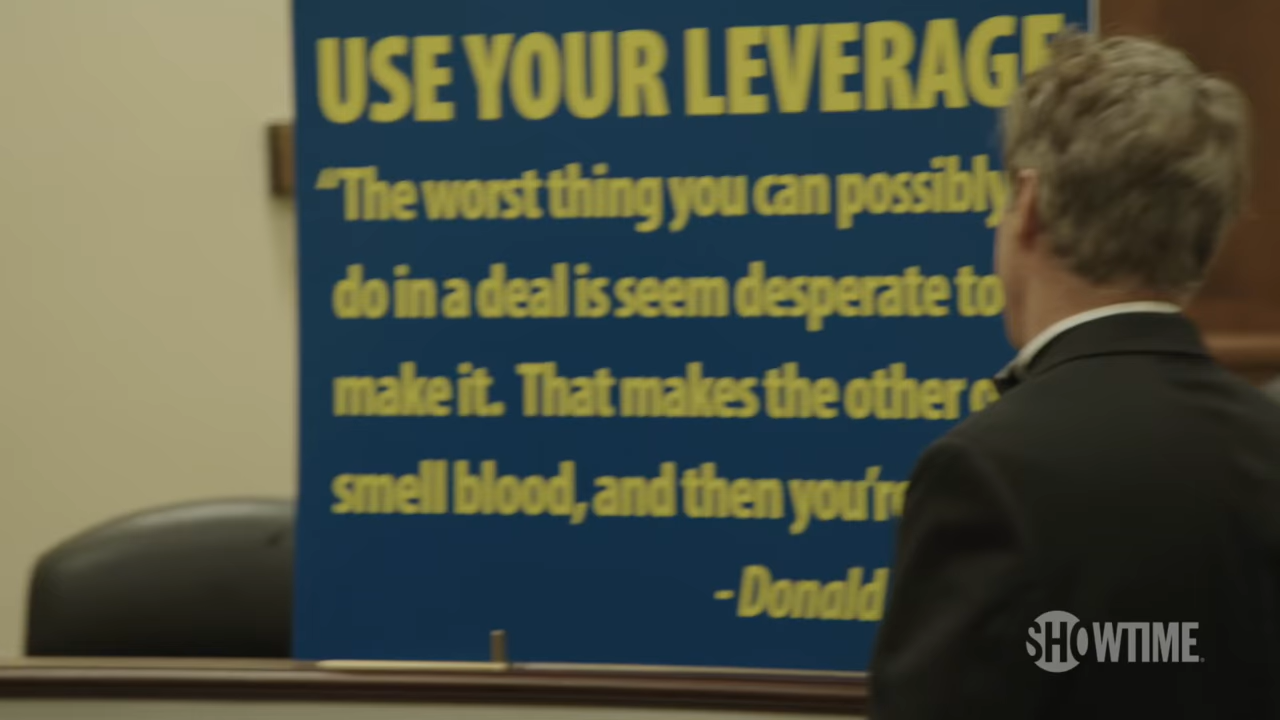 USE YOUR LEVERAGE
“The worst thing you can possibly
do in a deal is seem desperate to
make it. That makes the other
smell blood, and then you're
- Donald
SHOWTIME